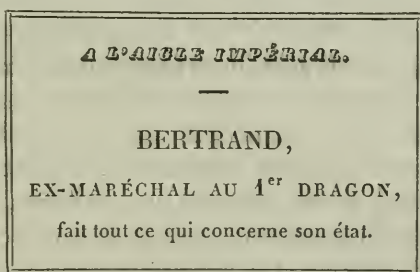 A L'AIGLE IMPÉRIAL.
BERTRAND,
EX-MARÉCHAL AU 1er DRAGON,
fait tout ce qui concerne son état.